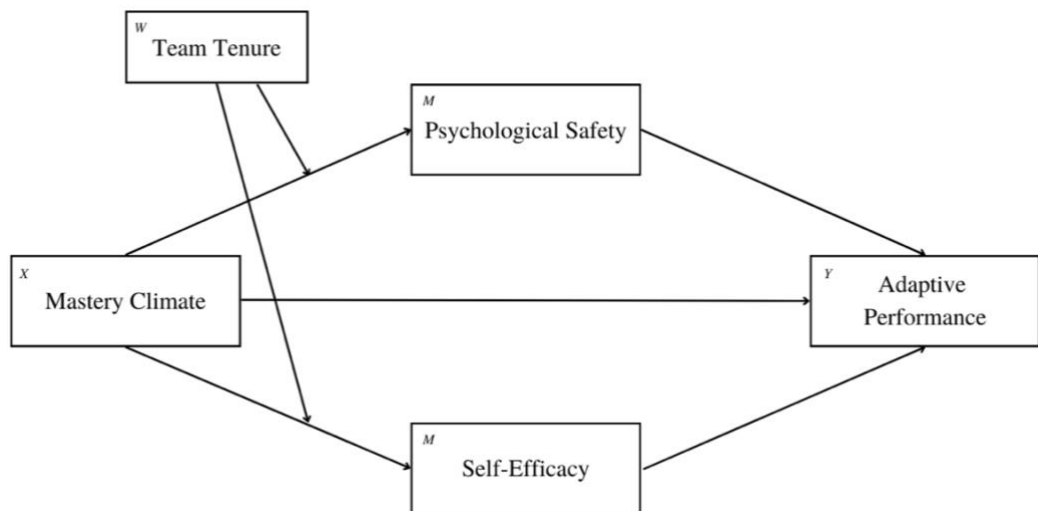 W
Team Tenure
M
Psychological Safety
X
Mastery Climate
Y
Adaptive
Performance
M
Self-Efficacy